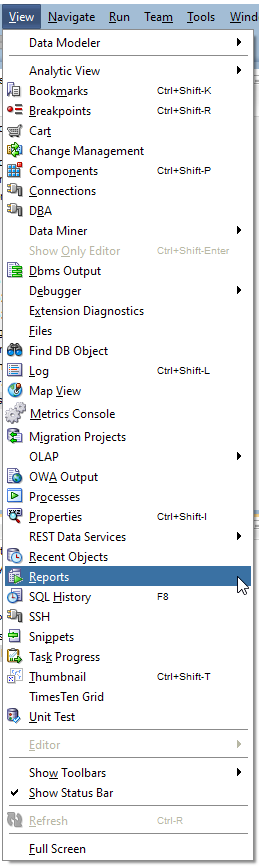 View Navigate Run Team Tools Wind
Data Modeler
Analytic View
Bookmarks Ctrl+Shift-K
Breakpoints Ctrl+Shift-R
Cart
Change Management
Components Ctrl+Shift-P
Connections
DBA
Data Miner
Show Only Editor Ctrl+Shift-Enter
Dbms Output
Debugger
Extension Diagnostics
Files
Find DB Object
Log Ctrl+Shift-L
Map View
Metrics Console
Migration Projects
OLAP
OWA Output
Processes
Properties Ctrl+Shift-I
REST Data Services
Recent Objects
Reports
SQL History F8
SSH
Snippets
Task Progress
Thumbnail Ctrl+Shift-T
TimesTen Grid
Unit Test
Editor
Show Toolbars
Show Status Bar
Refresh Ctrl-R
Full Screen